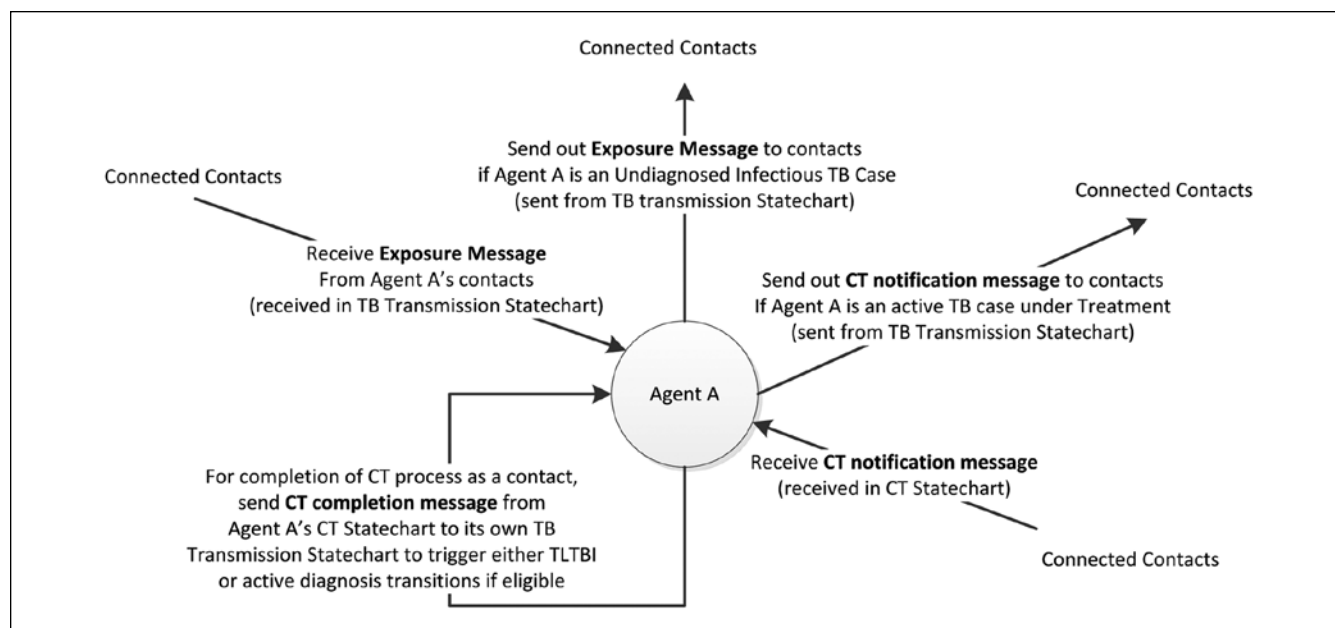 Connected Contacts
Send out Exposure Message to contacts
if Agent A is an Undiagnosed Infectious TB Case
(sent from TB transmission Statechart)
Connected Contacts
Receive Exposure Message
From Agent A’s contacts
(received in TB Transmission Statechart)
Connected Contacts
Send out CT notification message to contacts
If Agent A is an active TB case under Treatment
(sent from TB Transmission Statechart)
Agent A
Receive CT notification message
(received in CT Statechart)
Connected Contacts
For completion of CT process as a contact,
send CT completion message from
Agent A’s CT Statechart to its own TB
Transmission Statechart to trigger either TLTBI
or active diagnosis transitions if eligible